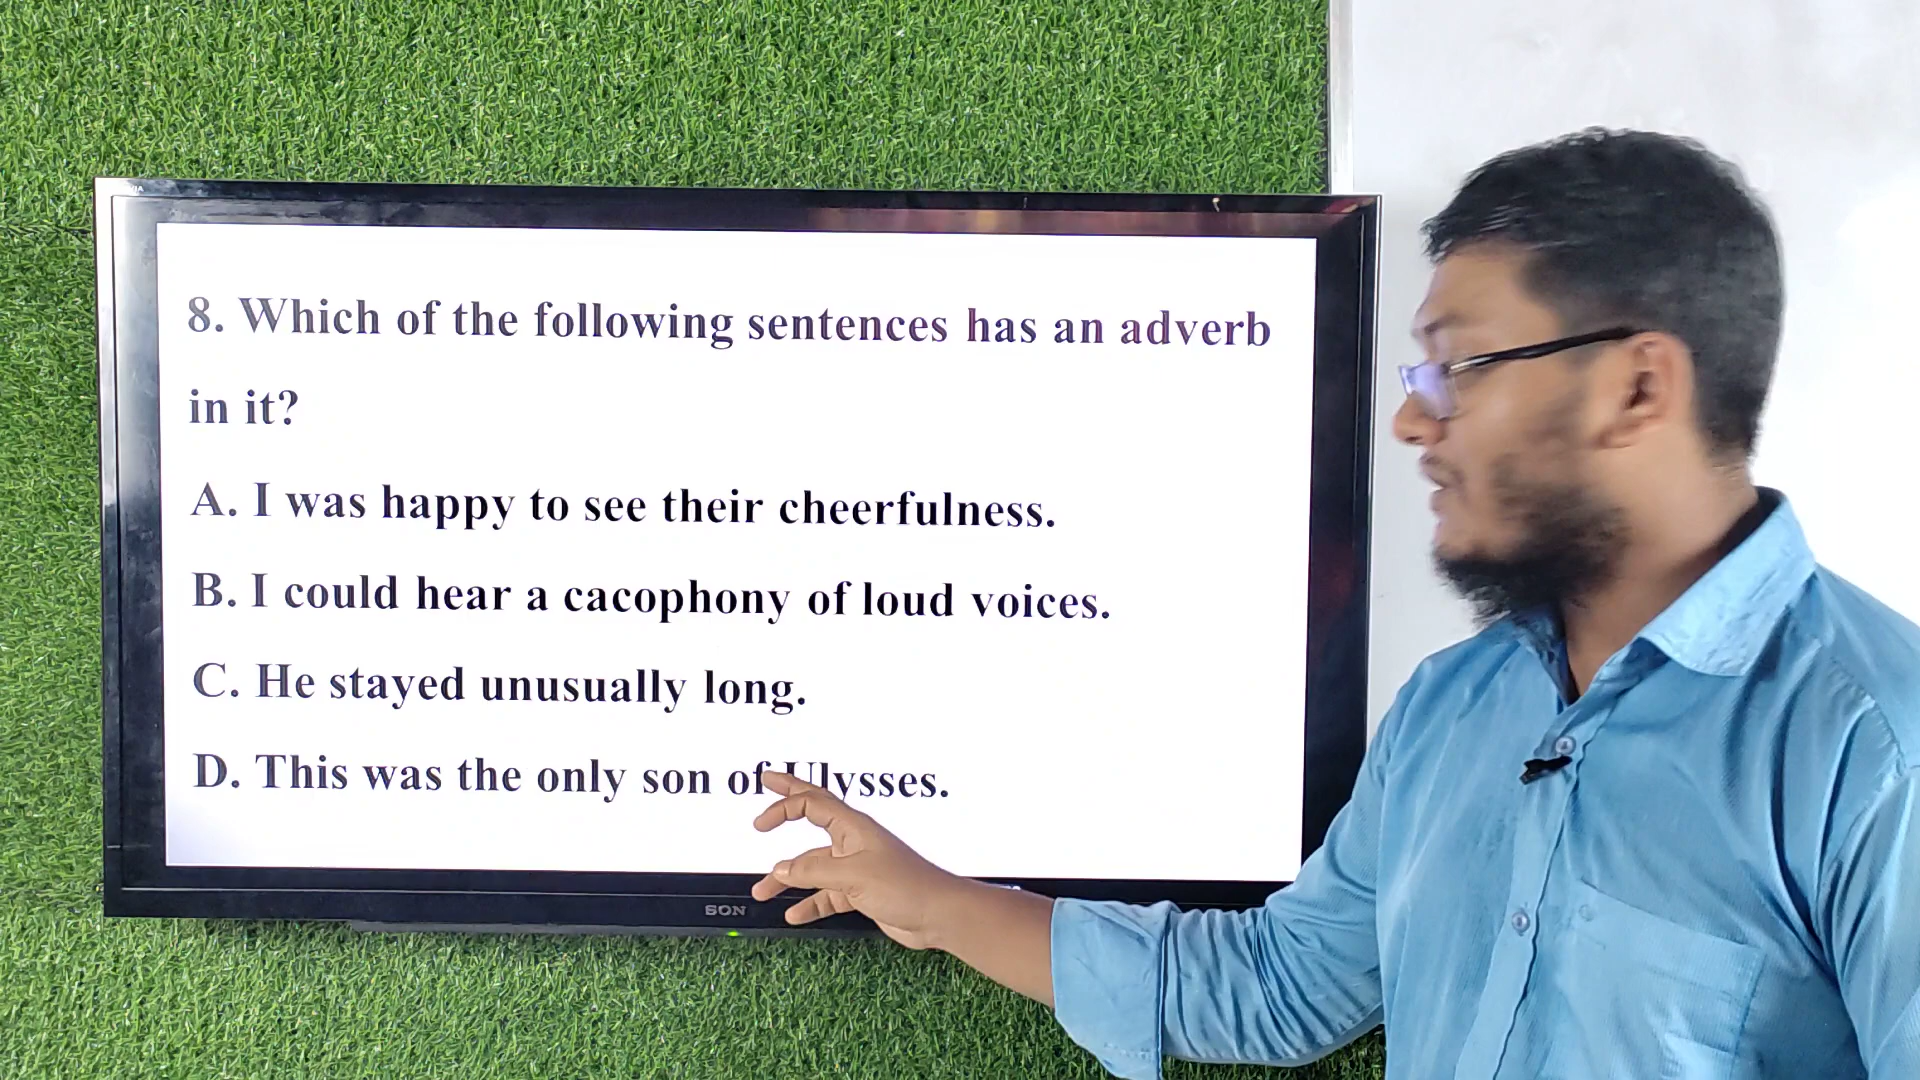 8. Which of the following sentences has an adverb
in it?
A. I was happy to see their cheerfulness.
B. I could hear a cacophony of loud voices.
C. He stayed unusually long.
D. This was the only son of Ulysses.
SON